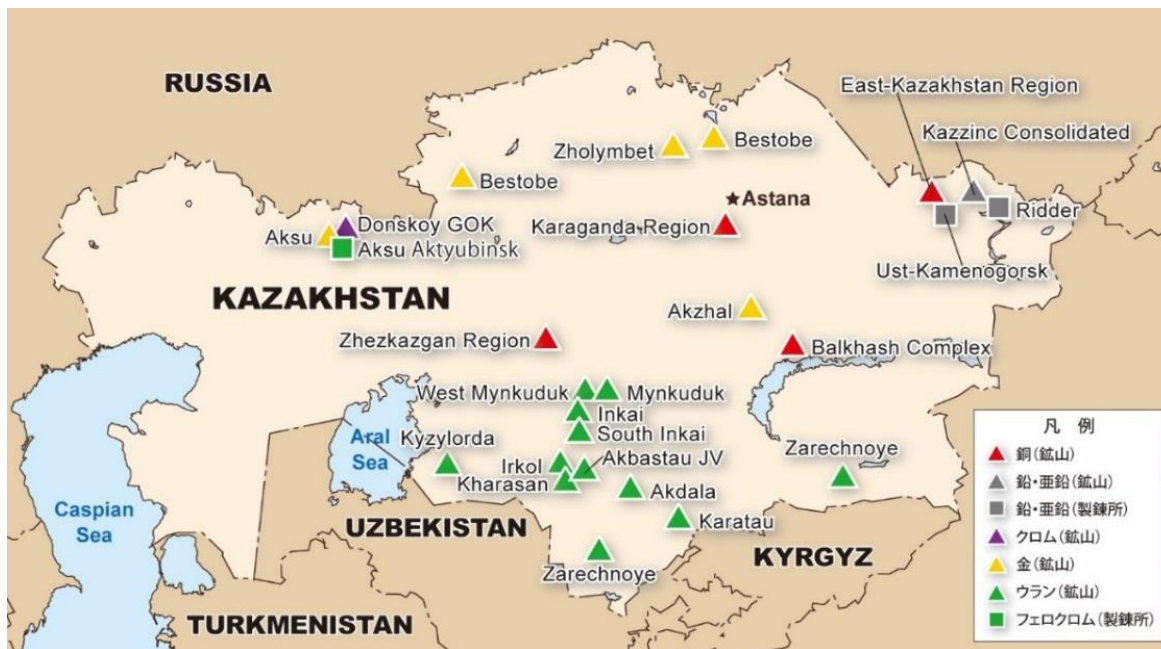 RUSSIA
East-Kazakhstan Region
Kazzinc Consolidated
Zholymbet
Bestobe
Bestobe
Astana
Ridder
Aksu
Donskoy GOK
Karaganda Region
Aksu Aktyubinsk
Ust-Kamenogorsk
KAZAKHSTAN
Akzhal
Zhezkazgan Region
Balkhash Complex
West Mynkuduk
Mynkuduk
Inkai
South Inkai
Aral
Sea
Kyzylorda
Irkol
Akbastau JV
Zarechnoye
Kharasan
Akdala
Caspian
Sea
UZBEKISTAN
Karatau
KYRGYZ
Zarechnoye
TURKMENISTAN
凡 例
銅(鉱山)
鉛・亜鉛(鉱山)
鉛・亜鉛(製錬所)
クロム(鉱山)
金(鉱山)
ウラン(鉱山)
フェロクロム(製錬所)